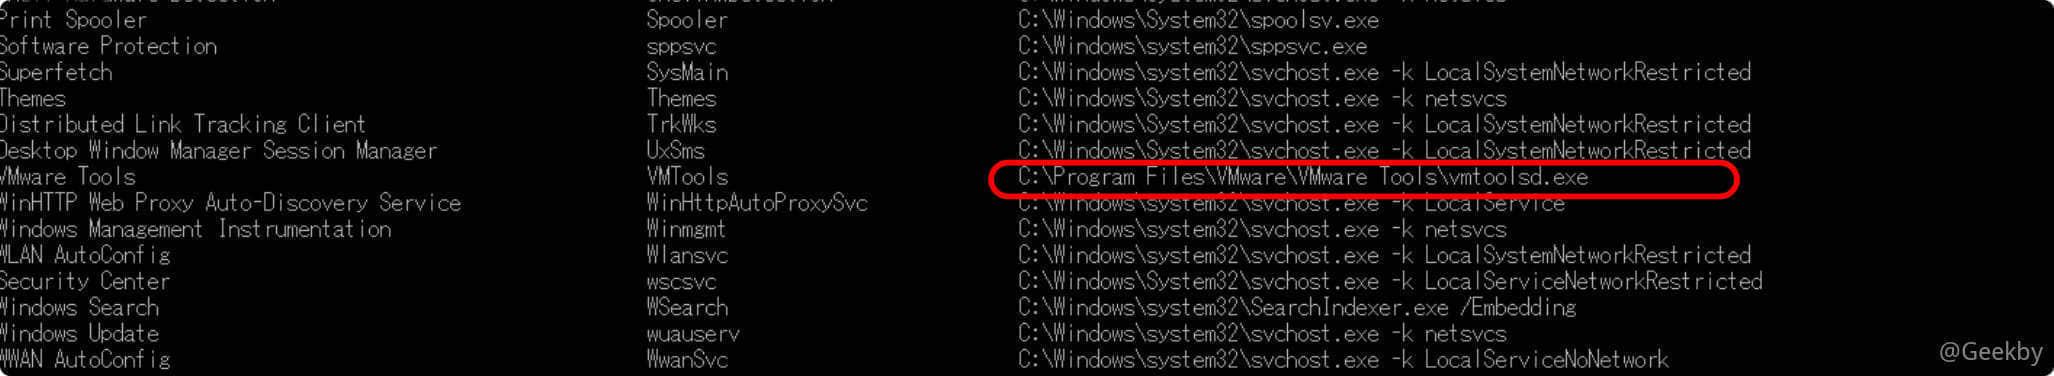 Print Spooler Spooler C:\Windows\System32\spoolsv.exe
Software Protection sppsvc C:\Windows\system32\sppsvc.exe
Superfetch SysMain C:\Windows\system32\svchost.exe -k LocalSystemNetworkRestricted
Themes Themes C:\Windows\System32\svchost.exe -k netsvcs
Distributed Link Tracking Client TrkWks C:\Windows\System32\svchost.exe -k LocalSystemNetworkRestricted
Desktop Window Manager Session Manager UxSms C:\Windows\System32\svchost.exe -k LocalSystemNetworkRestricted
VMware Tools VMTools C:\Program Files\VMware\VMware Tools\vmtoolsd.exe
WinHTTP Web Proxy Auto-Discovery Service WinHttpAutoProxySvc C:\Windows\system32\svchost.exe -k LocalService
Windows Management Instrumentation Winmgmt C:\Windows\system32\svchost.exe -k netsvcs
WLAN AutoConfig Wlansvc C:\Windows\system32\svchost.exe -k LocalSystemNetworkRestricted
Security Center wscsvc C:\Windows\System32\svchost.exe -k LocalServiceNetworkRestricted
Windows Search WSearch C:\Windows\system32\SearchIndexer.exe /Embedding
Windows Update wuauserv C:\Windows\system32\svchost.exe -k netsvcs
WWAN AutoConfig WwanSvc C:\Windows\system32\svchost.exe -k LocalServiceNoNetwork
@Geekby